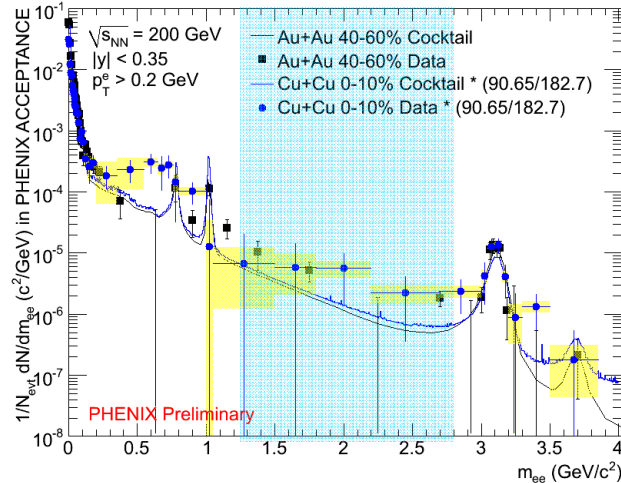 √s_NN = 200 GeV
|y| < 0.35
p_T^e > 0.2 GeV
Au+Au 40-60% Cocktail
Au+Au 40-60% Data
Cu+Cu 0-10% Cocktail * (90.65/182.7)
Cu+Cu 0-10% Data * (90.65/182.7)
1/N_evt dN/dm_ee (c²/GeV) in PHENIX ACCEPTANCE
10⁻¹
10⁻²
10⁻³
10⁻⁴
10⁻⁵
10⁻⁶
10⁻⁷
10⁻⁸
PHENIX Preliminary
0 0.5 1 1.5 2 2.5 3 3.5 4
m_ee (GeV/c²)